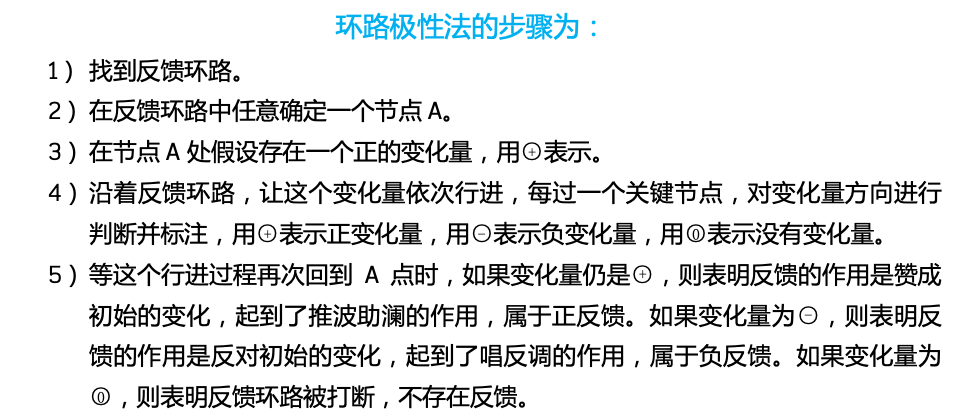 环路极性法的步骤为：
1）找到反馈环路。
2）在反馈环路中任意确定一个节点 A。
3）在节点 A 处假设存在一个正的变化量，用⊕表示。
4）沿着反馈环路，让这个变化量依次行进，每过一个关键节点，对变化量方向进行
判断并标注，用⊕表示正变化量，用⊖表示负变化量，用⓪表示没有变化量。
5）等这个行进过程再次回到 A 点时，如果变化量仍是⊕，则表明反馈的作用是赞成
初始的变化，起到了推波助澜的作用，属于正反馈。如果变化量为⊖，则表明反
馈的作用是反对初始的变化，起到了唱反调的作用，属于负反馈。如果变化量为
⓪，则表明反馈环路被打断，不存在反馈。